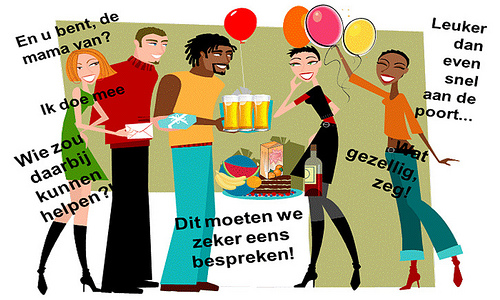 En u bent, de
mama van?
Ik doe mee
Wie zou
daarbij
kunnen
helpen?!
Dit moeten we
zeker eens
bespreken!
Leuker
dan
even
snel
aan de
poort...
Wat
gezellig,
zeg!